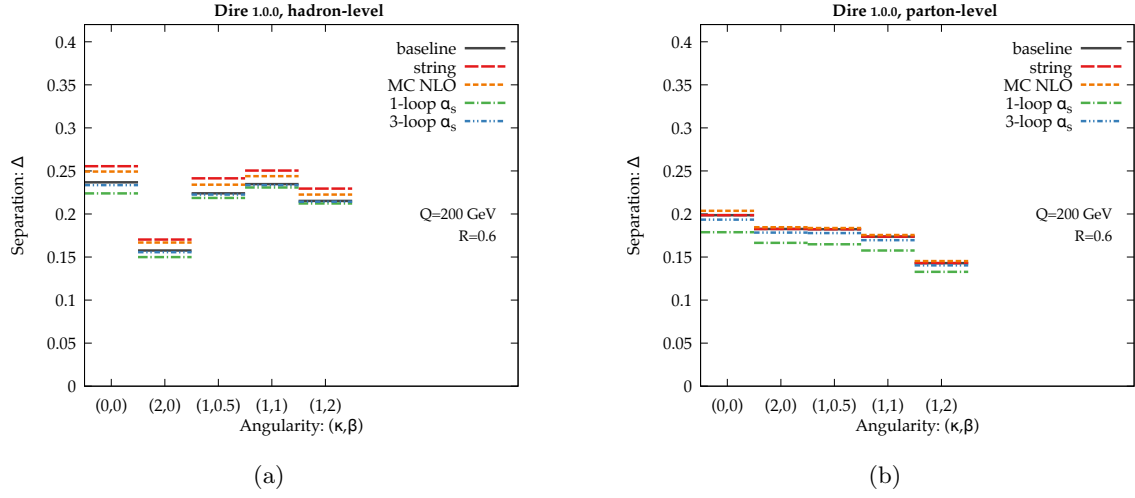 Dire 1.0.0, hadron-level
Separation: Δ
0.4
0.35
0.3
0.25
0.2
0.15
0.1
0.05
0
baseline
string
MC NLO
1-loop αs
3-loop αs
Q=200 GeV
R=0.6
(0,0) (2,0) (1,0.5) (1,1) (1,2)
Angularity: (κ,β)
(a)
Dire 1.0.0, parton-level
Separation: Δ
0.4
0.35
0.3
0.25
0.2
0.15
0.1
0.05
0
baseline
string
MC NLO
1-loop αs
3-loop αs
Q=200 GeV
R=0.6
(0,0) (2,0) (1,0.5) (1,1) (1,2)
Angularity: (κ,β)
(b)